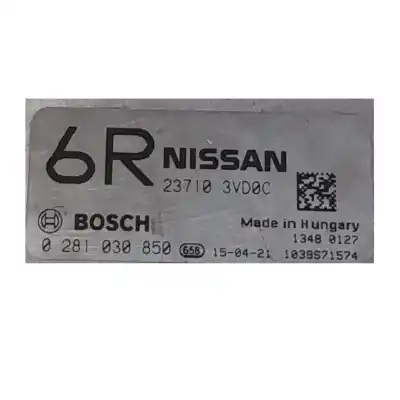 6R NISSAN
23710 3VD0C
BOSCH
Made in Hungary
1348 0127
0 281 030 850 658 15-04-21 1039S71574